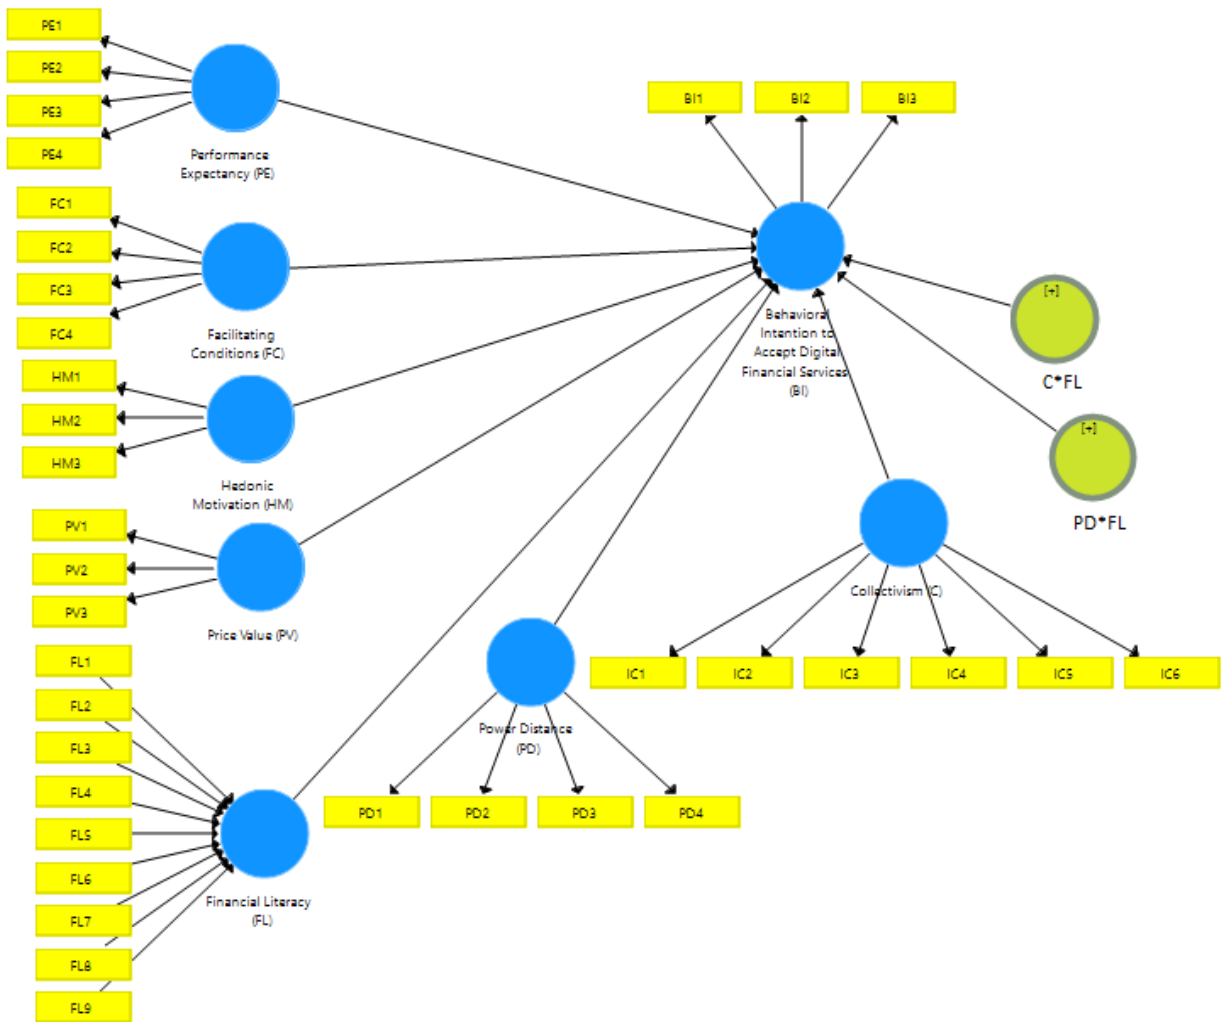 PE1
PE2
PE3
PE4
Performance
Expectancy (PE)
FC1
FC2
FC3
FC4
Facilitating
Conditions (FC)
HM1
HM2
HM3
Hedonic
Motivation (HM)
PV1
PV2
PV3
Price Value (PV)
FL1
FL2
FL3
FL4
FL5
FL6
FL7
FL8
FL9
Financial Literacy
(FL)
BI1
BI2
BI3
Behavioral
Intention to
Accept Digital
Financial Services
(BI)
[+]
C*FL
[+]
PD*FL
Collectivism (C)
IC1
IC2
IC3
IC4
IC5
IC6
Power Distance
(PD)
PD1
PD2
PD3
PD4